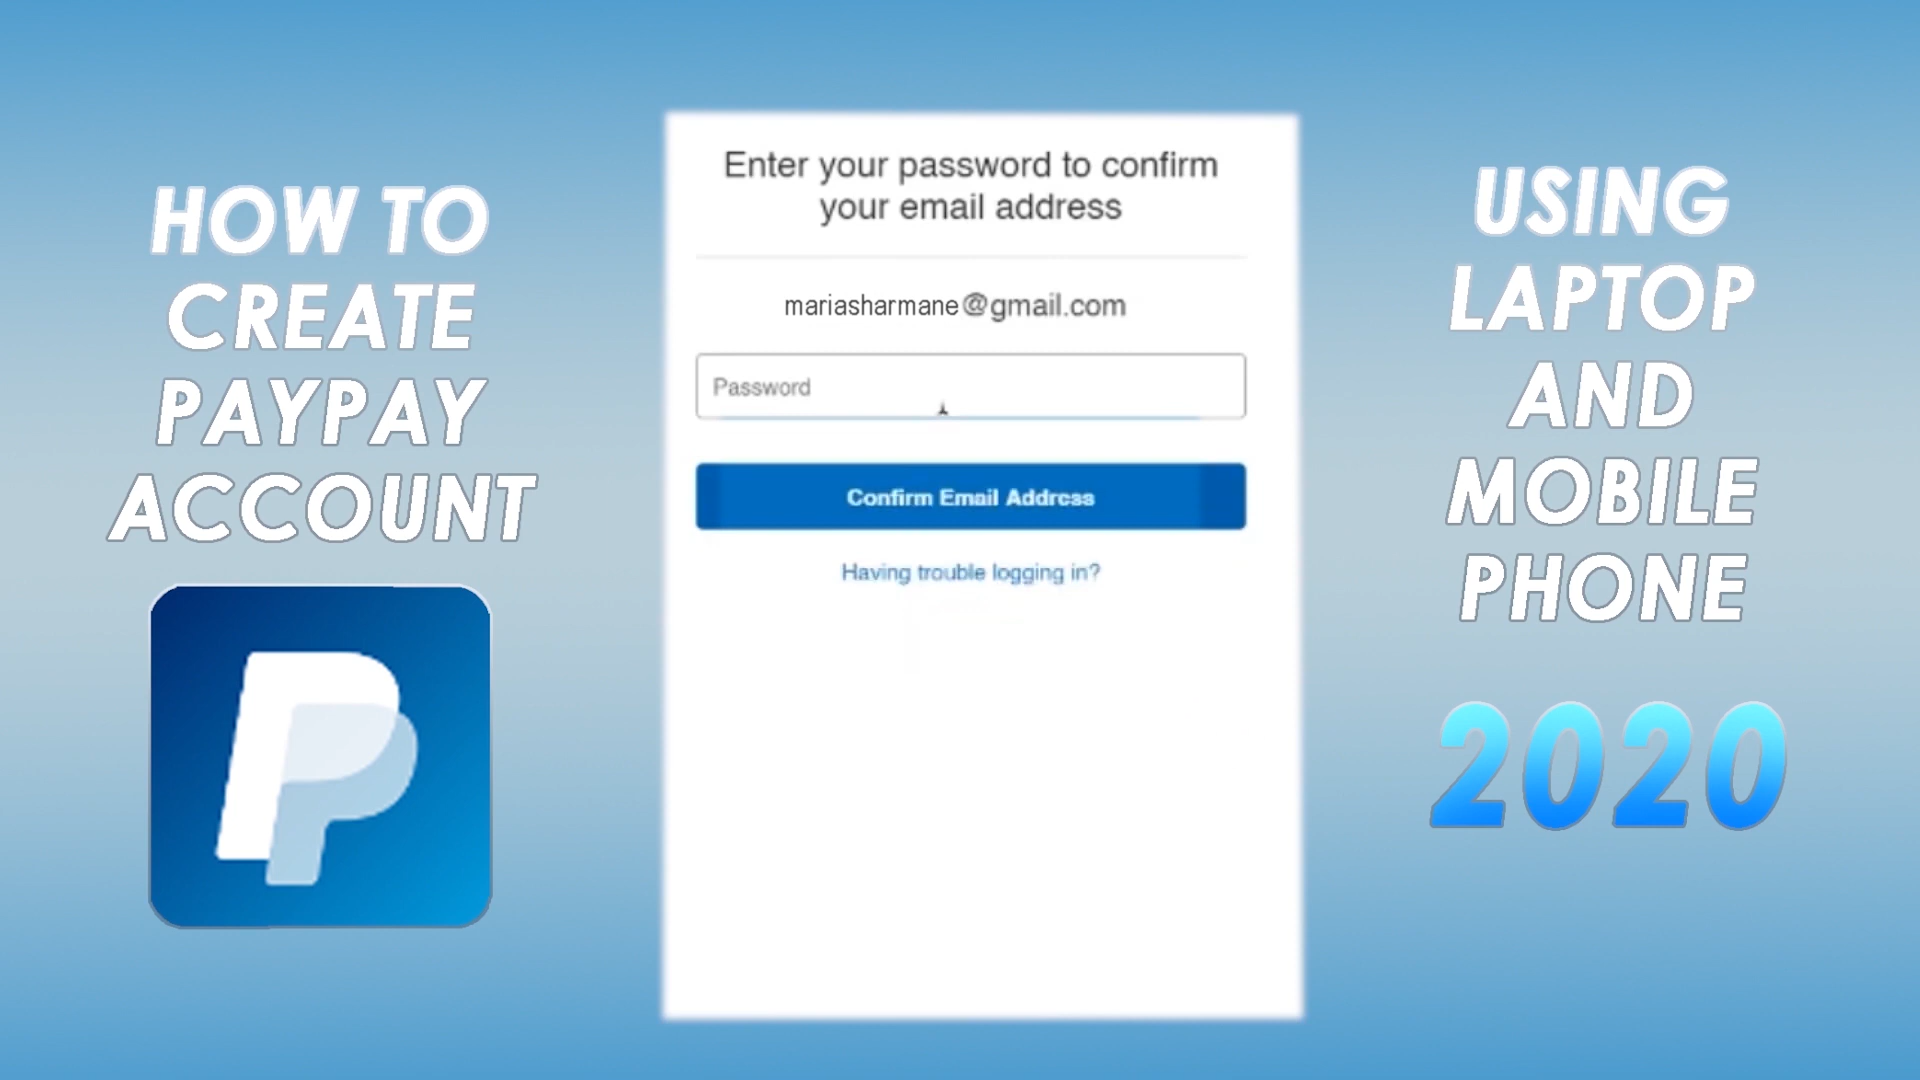 HOW TO
CREATE
PAYPAY
ACCOUNT
Enter your password to confirm
your email address
mariasharmane@gmail.com
Password
Confirm Email Address
Having trouble logging in?
USING
LAPTOP
AND
MOBILE
PHONE
2020